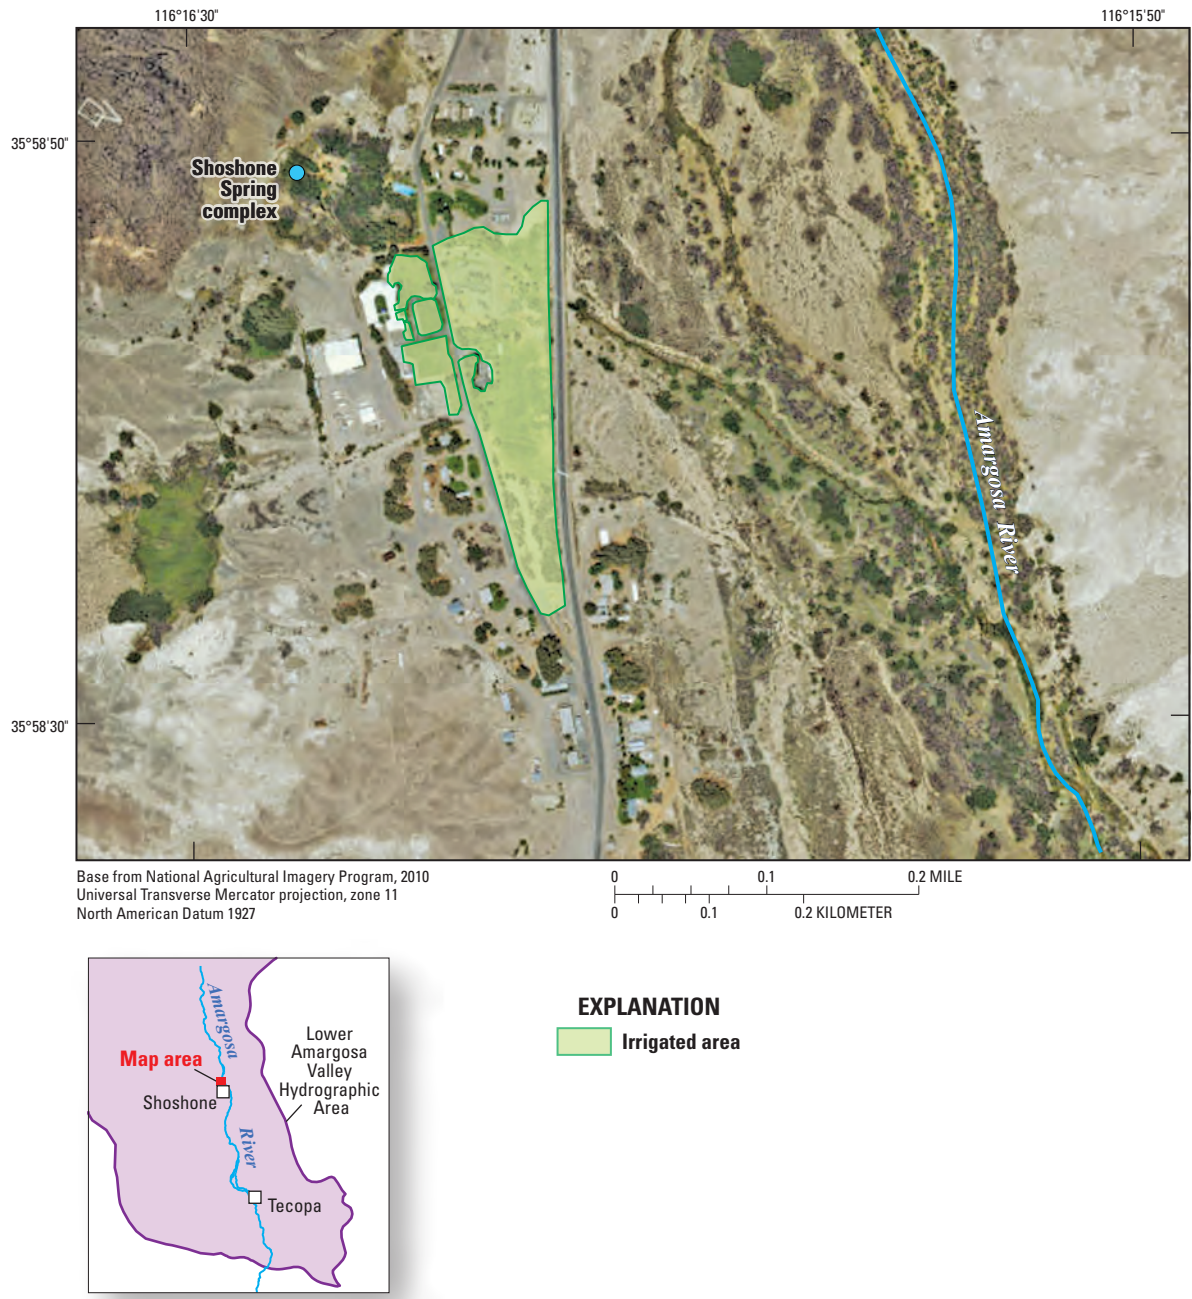 116°16'30"
116°15'50"
35°58'50"
Shoshone
Spring
complex
Amargosa River
35°58'30"
Base from National Agricultural Imagery Program, 2010
Universal Transverse Mercator projection, zone 11
North American Datum 1927
0 0.1 0.2 MILE
0 0.1 0.2 KILOMETER
Amargosa
River
Map area
Shoshone
Lower
Amargosa
Valley
Hydrographic
Area
Tecopa
EXPLANATION
Irrigated area